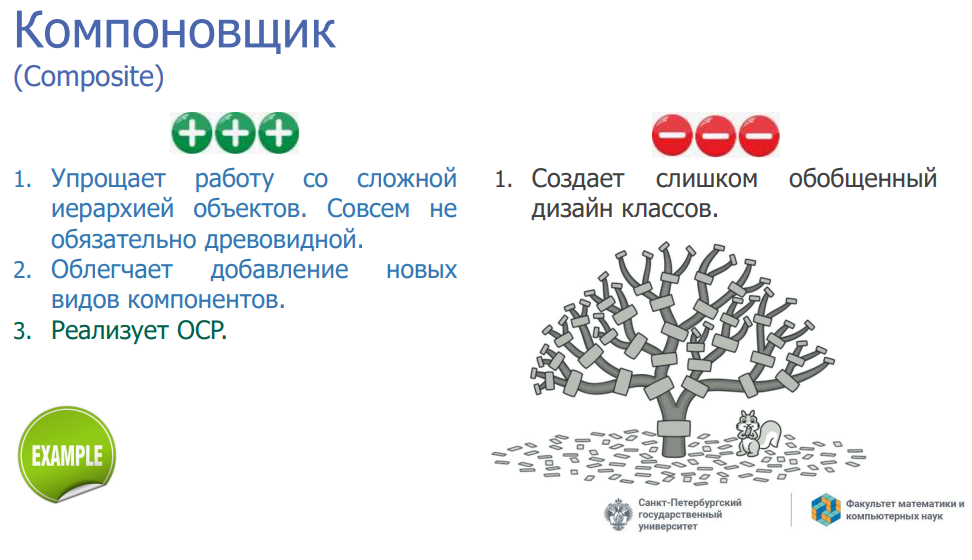 Компоновщик
(Composite)
1. Упрощает работу со сложной
иерархией объектов. Совсем не
обязательно древовидной.
2. Облегчает добавление новых
видов компонентов.
3. Реализует OCP.
1. Создает слишком обобщенный
дизайн классов.
EXAMPLE
Санкт-Петербургский
государственный
университет
Факультет математики и
компьютерных наук